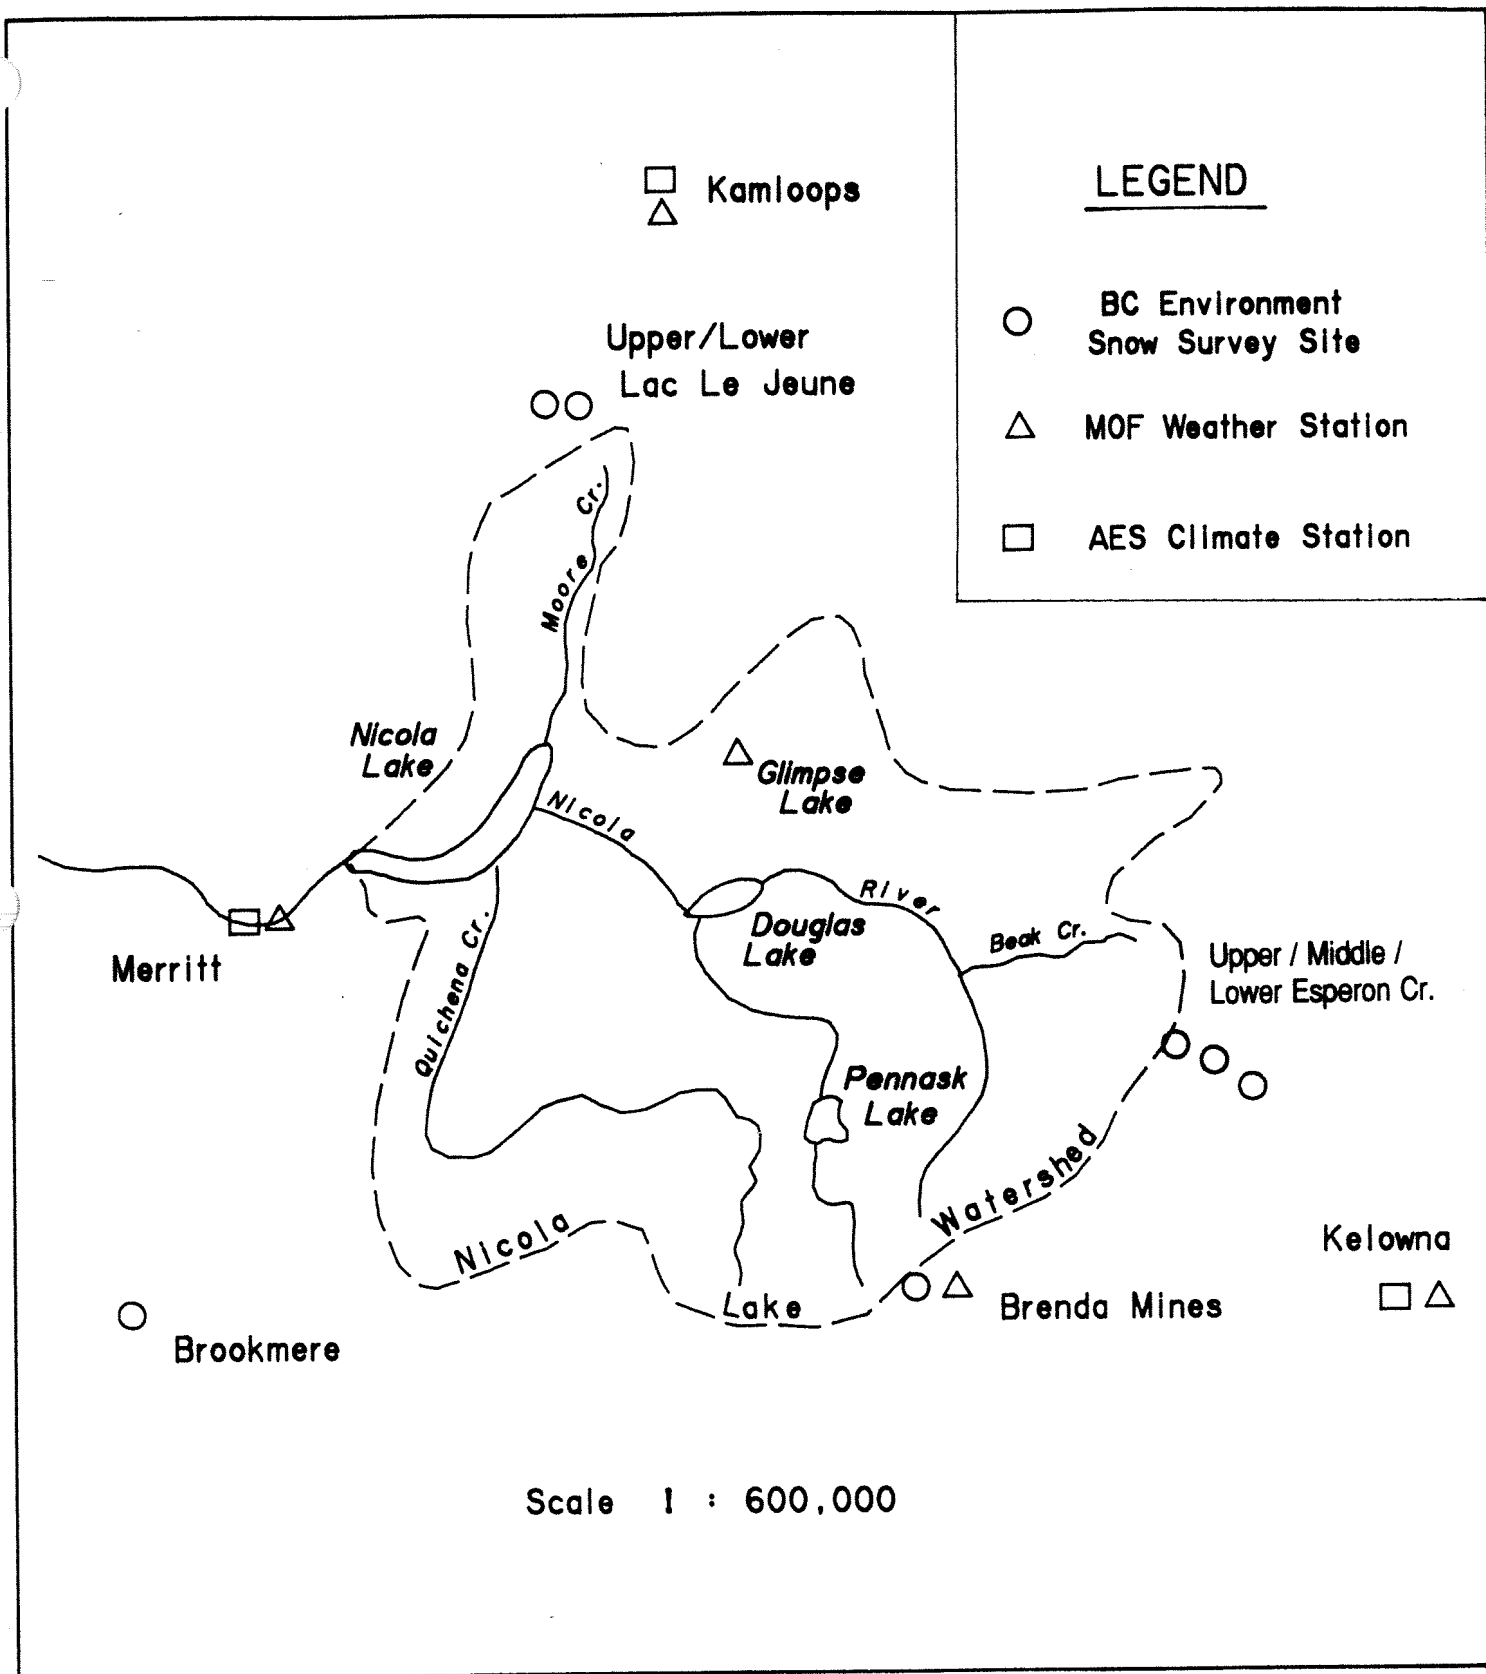 LEGEND
Kamloops
BC Environment
Snow Survey Site
Upper/Lower
Lac Le Jeune
MOF Weather Station
AES Climate Station
Moore Cr.
Nicola
Lake
Glimpse
Lake
Nicola
River
Douglas
Lake
Beak Cr.
Merritt
Quichena Cr.
Upper / Middle /
Lower Esperon Cr.
Pennask
Lake
Watershed
Nicola
Lake
Kelowna
Brenda Mines
Brookmere
Scale 1 : 600,000